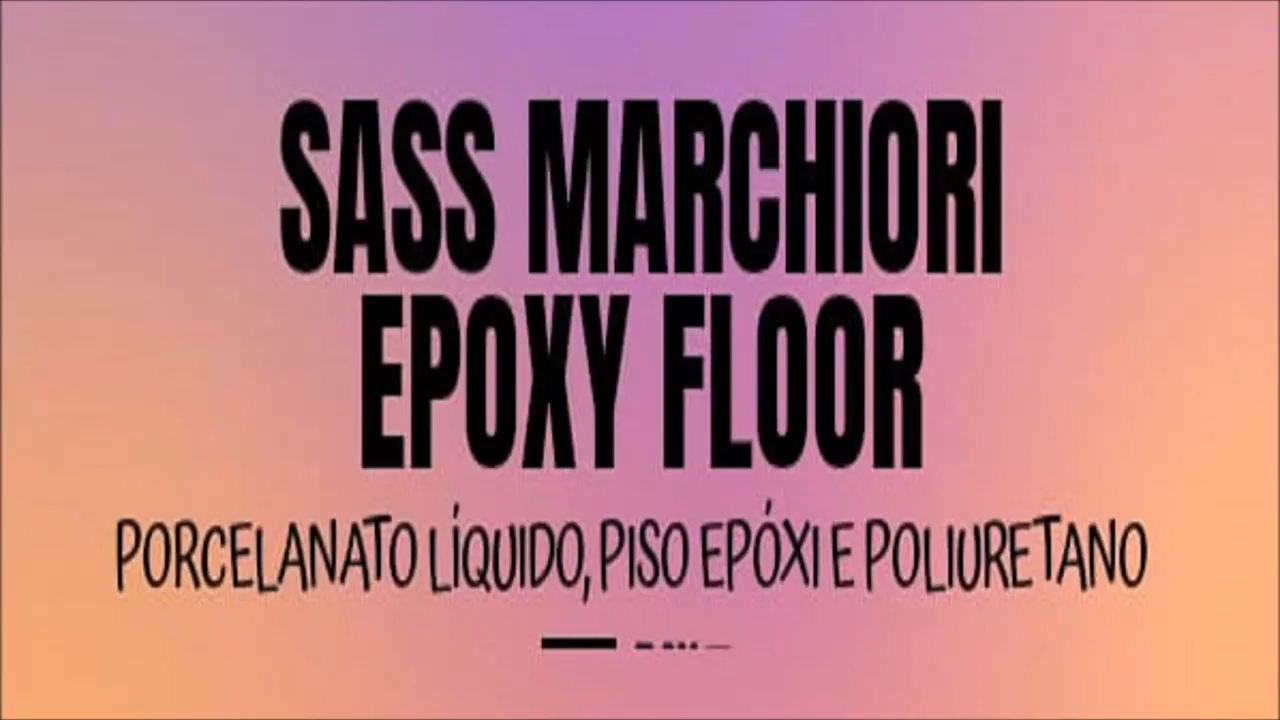 SASS MARCHIORI
EPOXY FLOOR
PORCELANATO LÍQUIDO, PISO EPÓXI E POLIURETANO